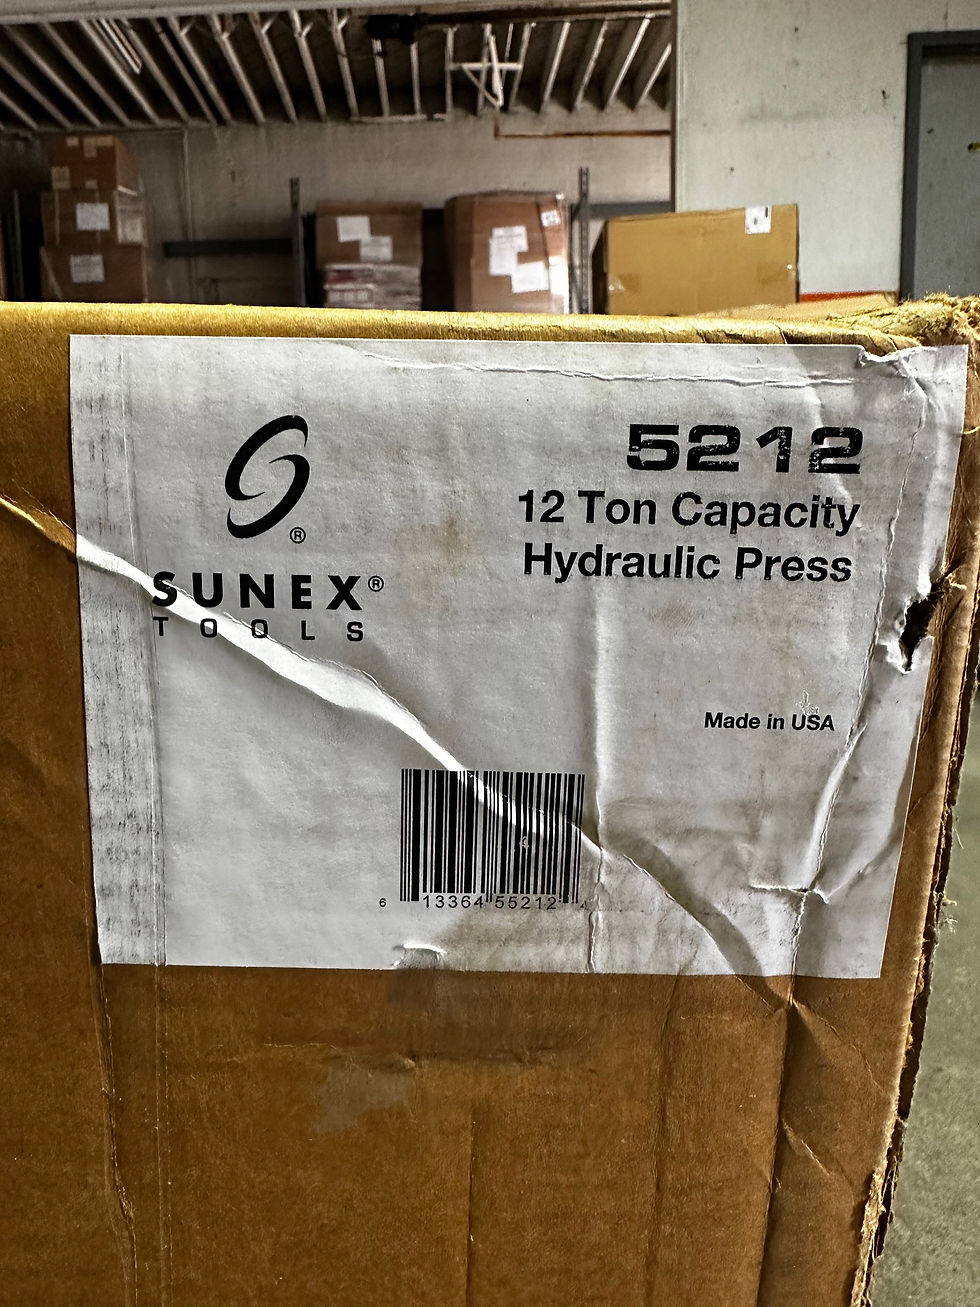 5212
12 Ton Capacity
Hydraulic Press
SUNEX®
TOOLS
Made in USA
6 13364 55212 4